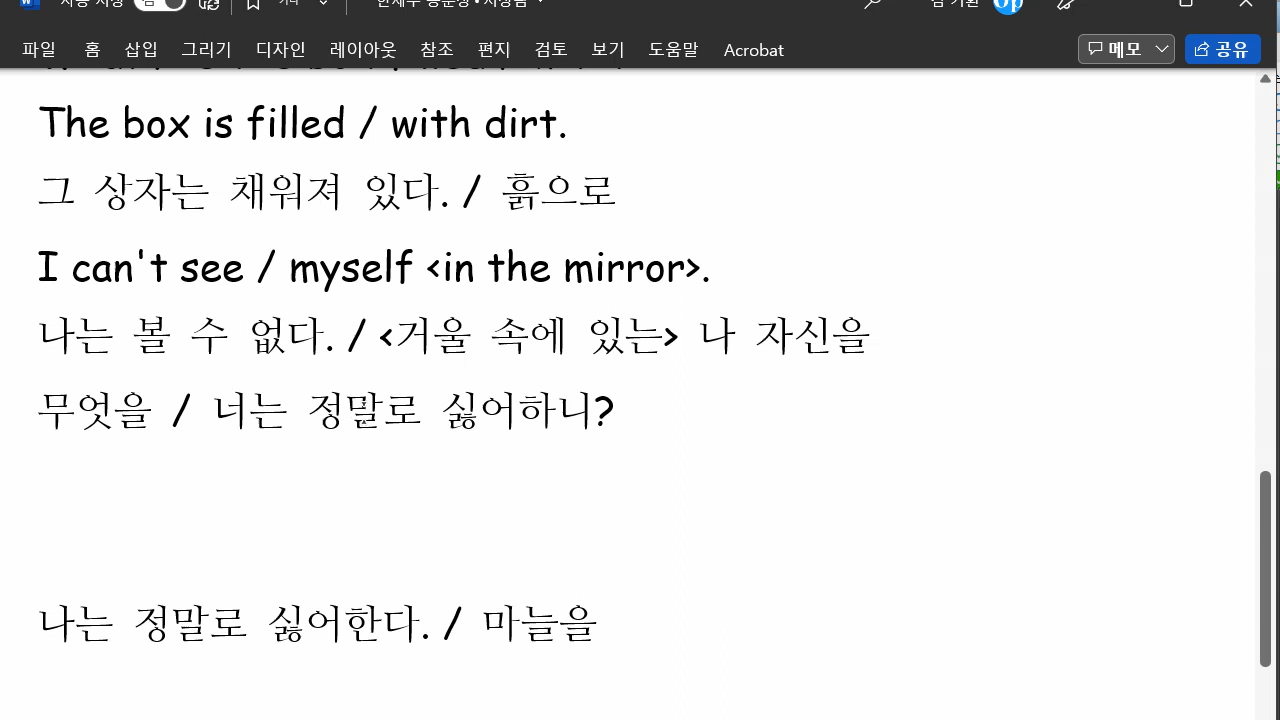 파일 홈 삽입 그리기 디자인 레이아웃 참조 편지 검토 보기 도움말 Acrobat 메모 공유
The box is filled / with dirt.
그 상자는 채워져 있다. / 흙으로
I can't see / myself <in the mirror>.
나는 볼 수 없다. / <거울 속에 있는> 나 자신을
무엇을 / 너는 정말로 싫어하니?
나는 정말로 싫어한다. / 마늘을